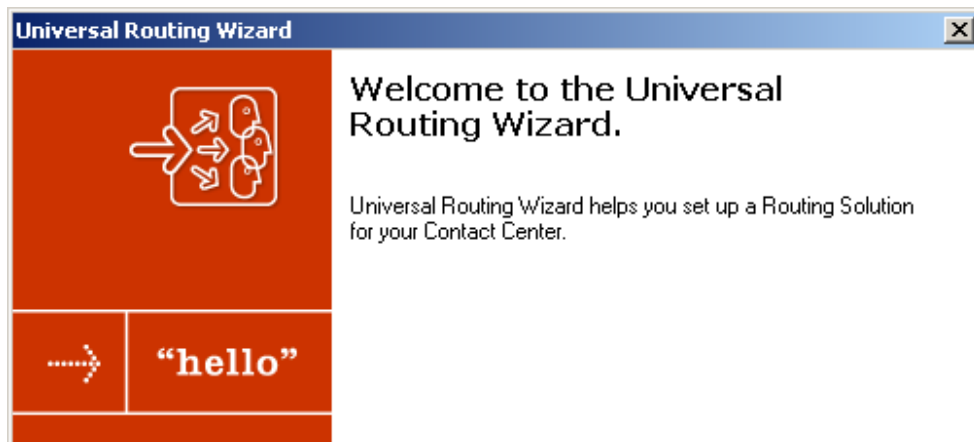 Universal Routing Wizard
Welcome to the Universal
Routing Wizard.
Universal Routing Wizard helps you set up a Routing Solution
for your Contact Center.
“hello”